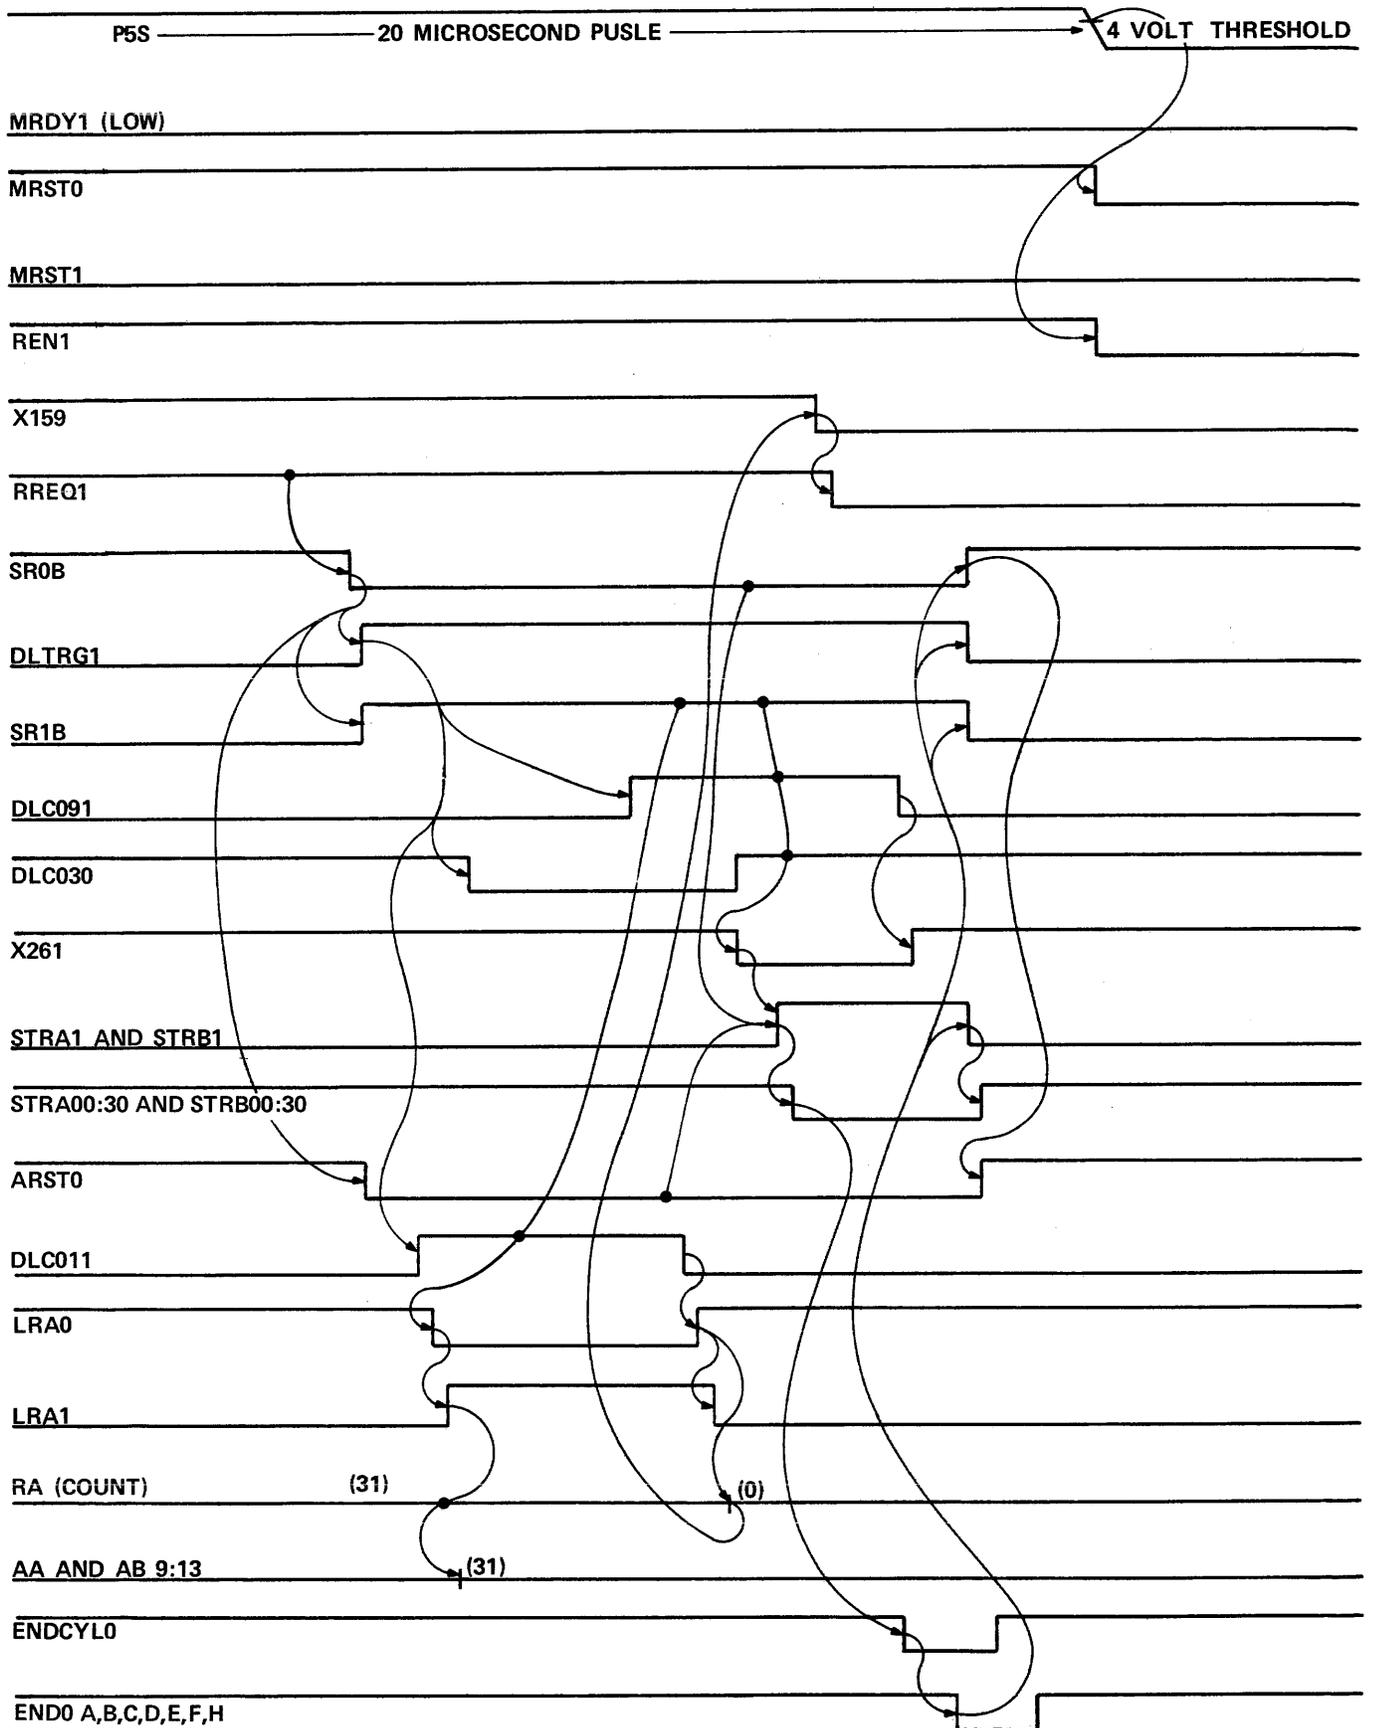 P5S 20 MICROSECOND PUSLE 4 VOLT THRESHOLD
MRDY1 (LOW)
MRST0
MRST1
REN1
X159
RREQ1
SR0B
DLTRG1
SR1B
DLC091
DLC030
X261
STRA1 AND STRB1
STRA00:30 AND STRB00:30
ARST0
DLC011
LRA0
LRA1
RA (COUNT) (31) (0)
AA AND AB 9:13 (31)
ENDCYL0
END0 A,B,C,D,E,F,H